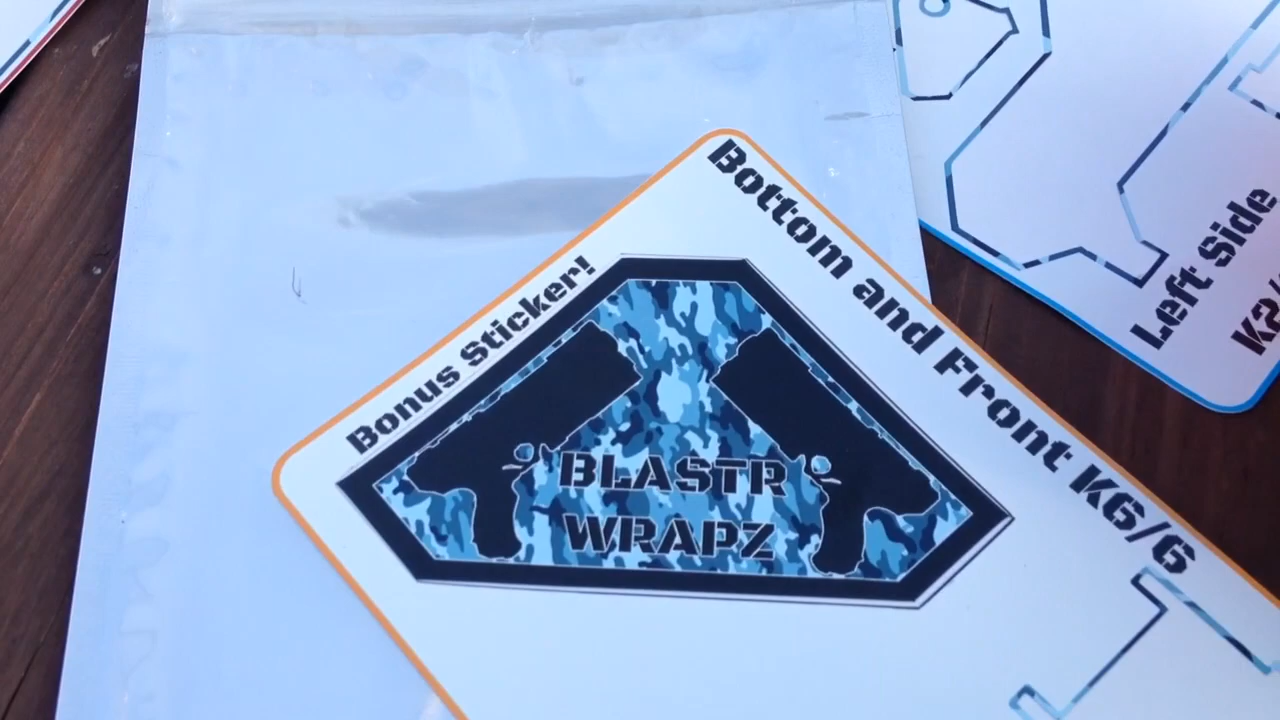 Bonus Sticker!
Bottom and Front K6/6
BLASTR
WRAPZ
Left Side